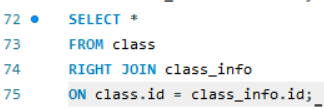 72 SELECT *
73 FROM class
74 RIGHT JOIN class_info
75 ON class.id = class_info.id;